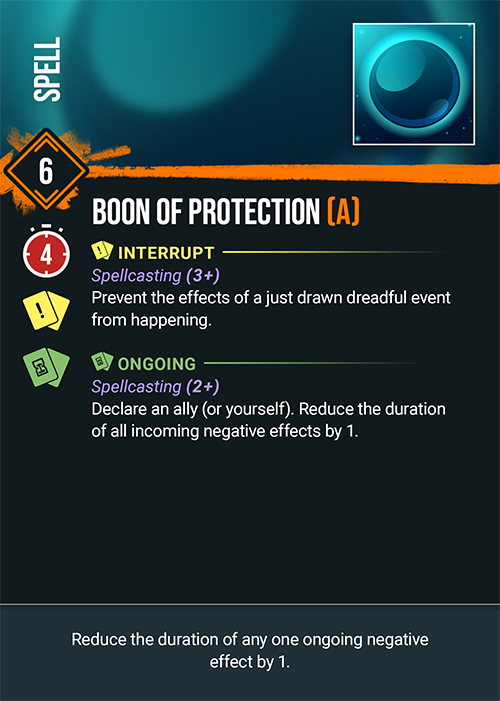 SPELL
6
BOON OF PROTECTION (A)
4
! INTERRUPT
Spellcasting (3+)
! Prevent the effects of a just drawn dreadful event
from happening.
ONGOING
Spellcasting (2+)
Declare an ally (or yourself). Reduce the duration
of all incoming negative effects by 1.
Reduce the duration of any one ongoing negative
effect by 1.